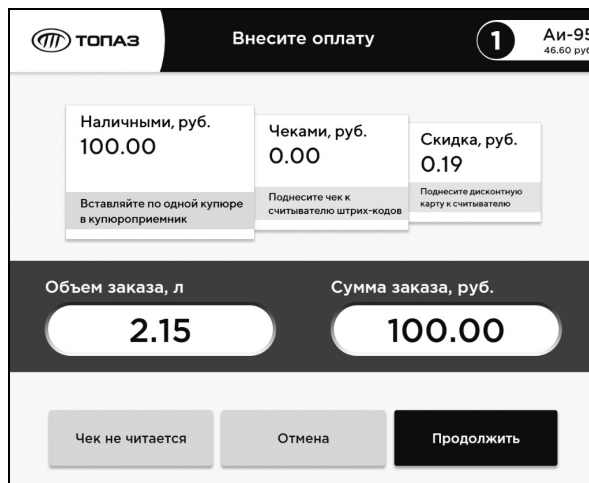 ТОПАЗ
Внесите оплату
1
Аи-95
46.60 руб
Наличными, руб.
100.00
Вставляйте по одной купюре
в купюроприемник
Чеками, руб.
0.00
Поднесите чек к
считывателю штрих-кодов
Скидка, руб.
0.19
Поднесите дисконтную
карту к считывателю
Объем заказа, л
2.15
Сумма заказа, руб.
100.00
Чек не читается
Отмена
Продолжить